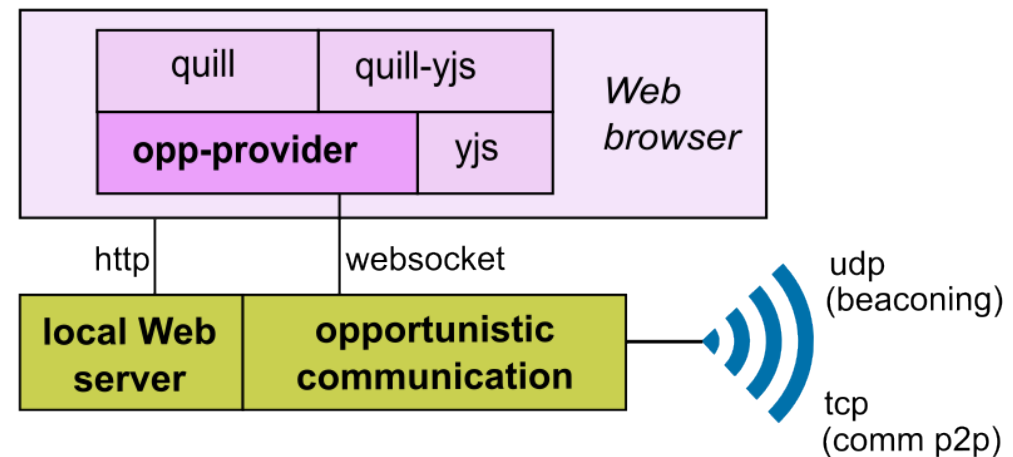 quill
quill-yjs
Web
browser
opp-provider
yjs
http
websocket
udp
(beaconing)
local Web
server
opportunistic
communication
tcp
(comm p2p)